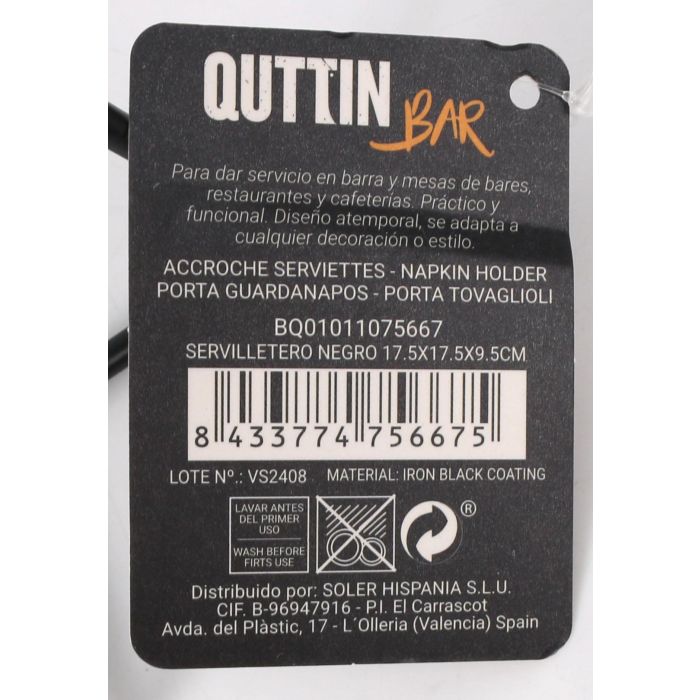 QUTTIN BAR
Para dar servicio en barra y mesas de bares,
restaurantes y cafeterías. Práctico y
funcional. Diseño atemporal, se adapta a
cualquier decoración o estilo.
ACCROCHE SERVIETTES - NAPKIN HOLDER
PORTA GUARDANAPOS - PORTA TOVAGLIOLI
BQ01011075667
SERVILLETERO NEGRO 17.5X17.5X9.5CM
8 433774 756675
LOTE Nº.: VS2408 MATERIAL: IRON BLACK COATING
LAVAR ANTES
DEL PRIMER
USO
WASH BEFORE
FIRTS USE
®
Distribuido por: SOLER HISPANIA S.L.U.
CIF. B-96947916 - P.I. El Carrascot
Avda. del Plàstic, 17 - L´Olleria (Valencia) Spain